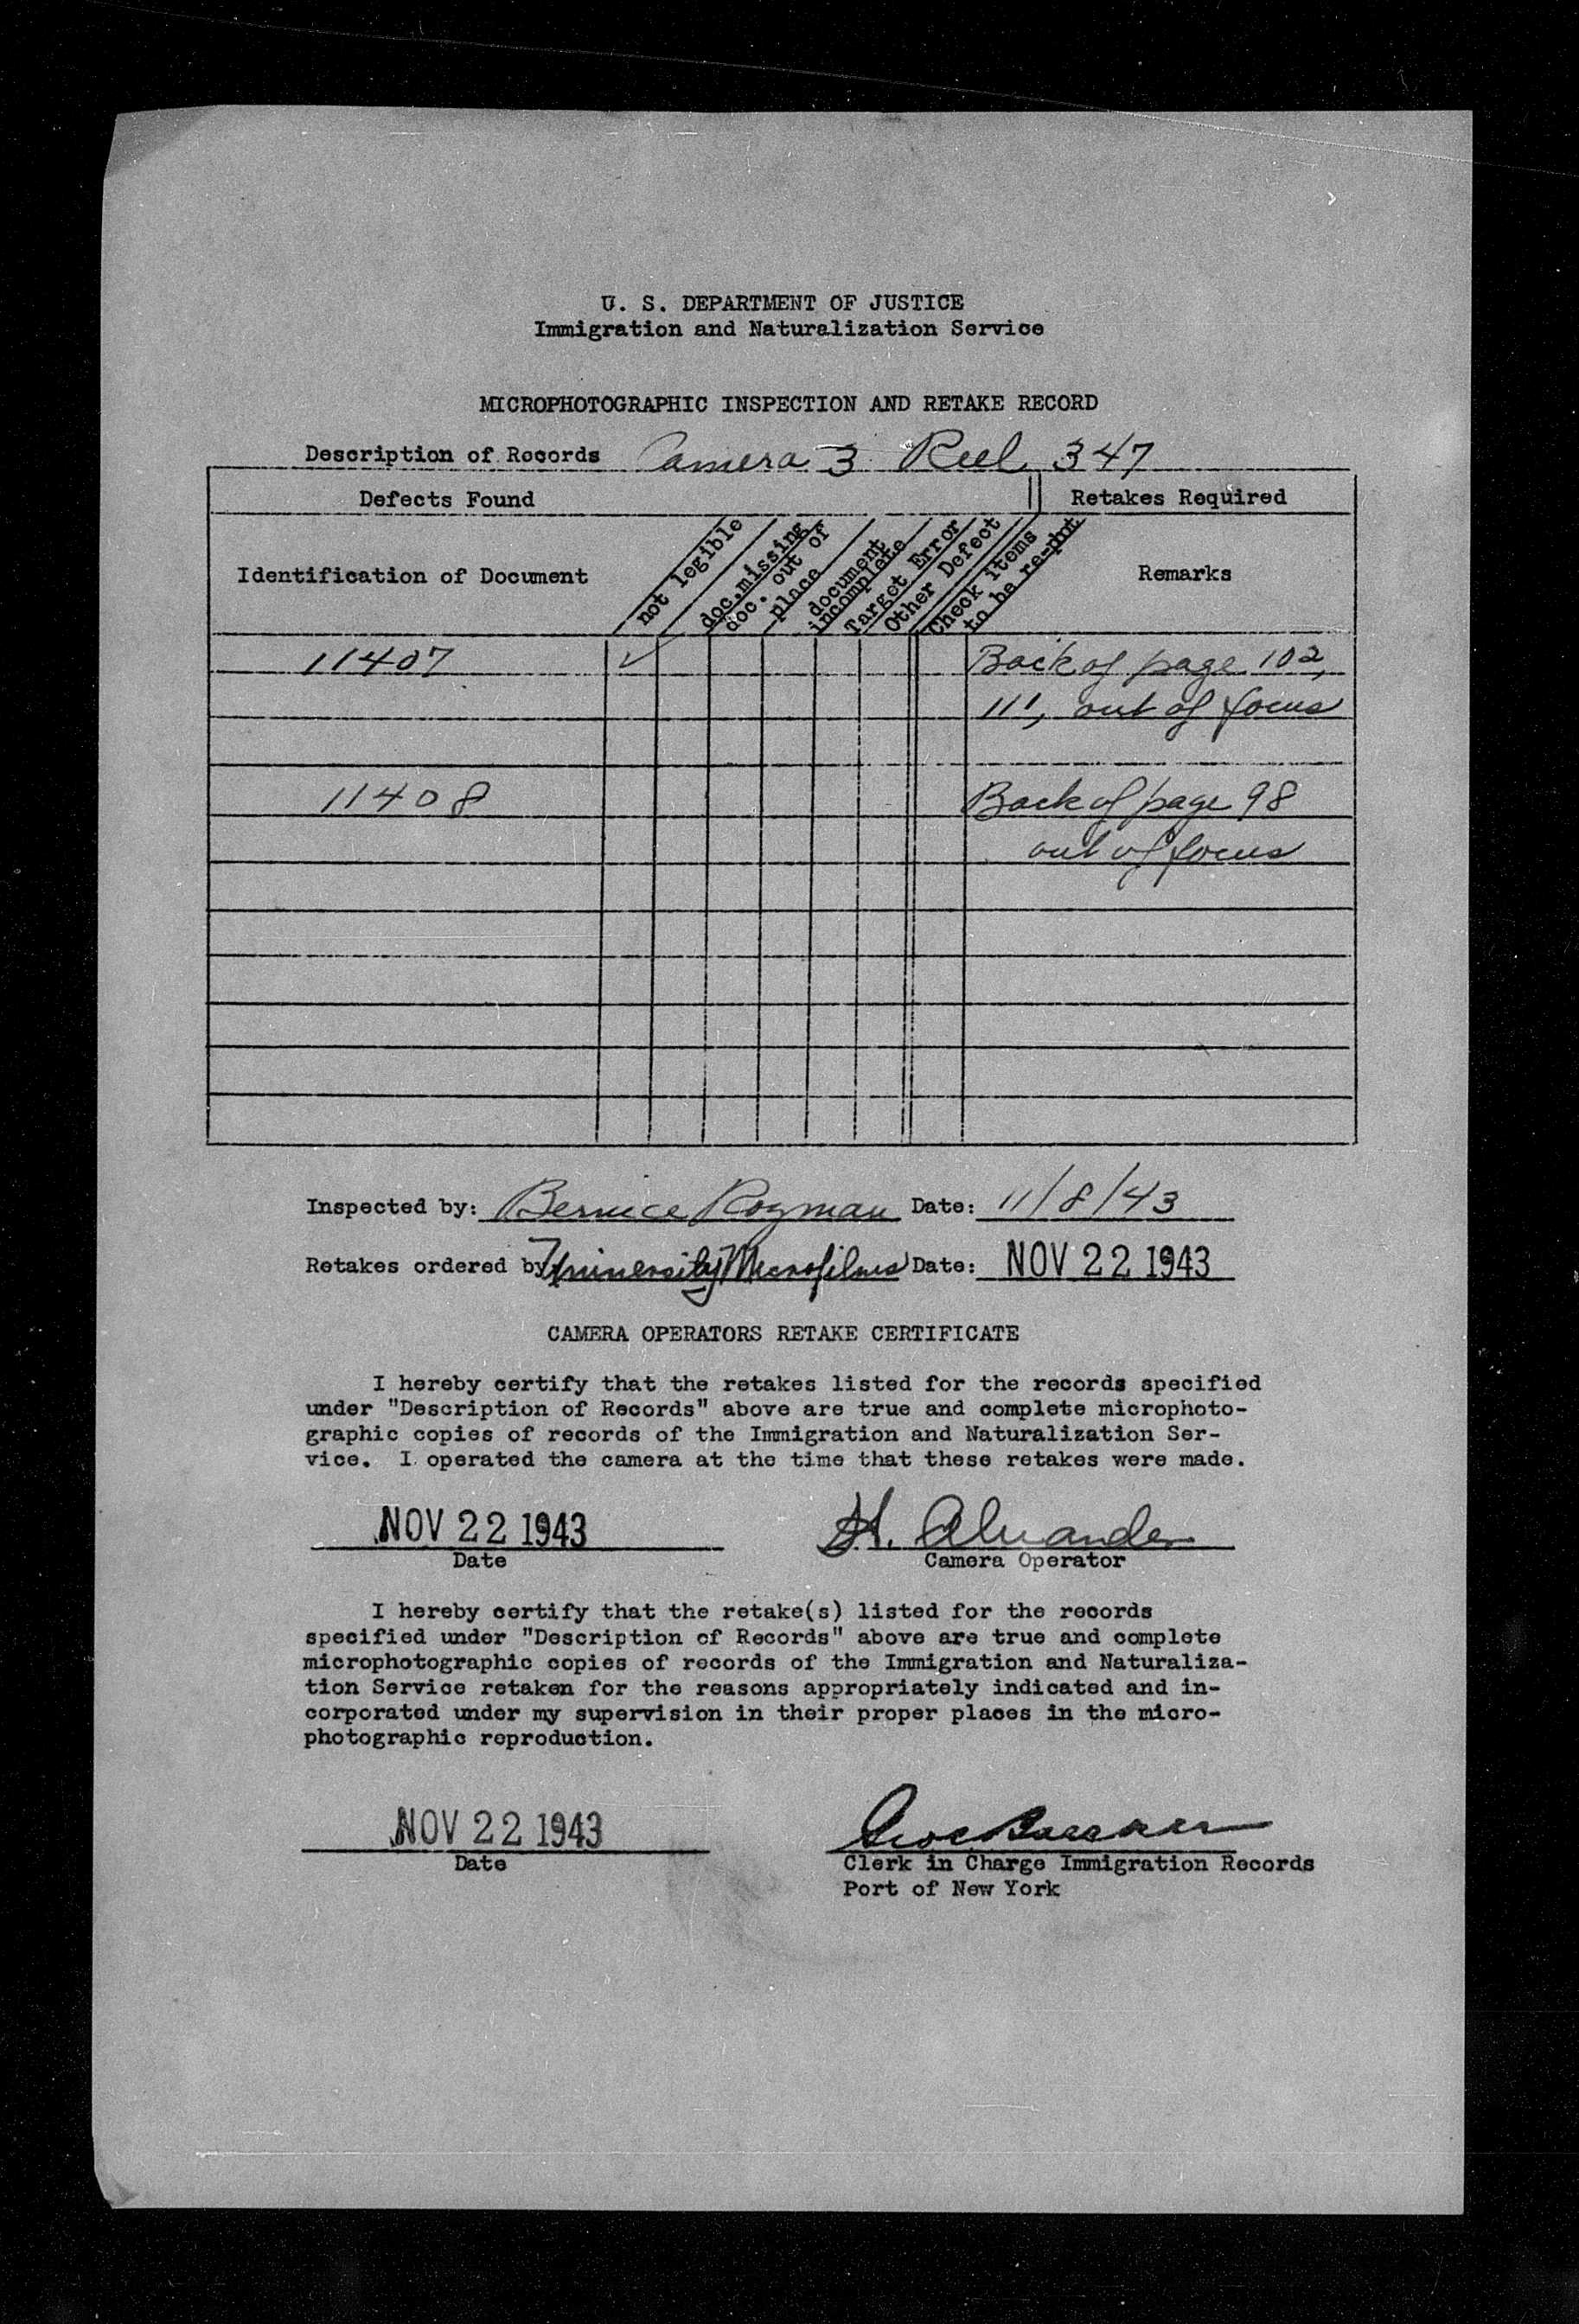 U. S. DEPARTMENT OF JUSTICE
Immigration and Naturalization Service
MICROPHOTOGRAPHIC INSPECTION AND RETAKE RECORD
Description of Records Camera 3 Reel 347
Defects Found Retakes Required
Identification of Document
not legible
doc. missing
doc. out of
place
document
incomplete
Target Error
Other Defect
Check items
to be re-phot
Remarks
11407 ✓ Back of page 102,
111, out of focus
11408 Back of page 98
out of focus
Inspected by: Bernice Rozman Date: 11/8/43
Retakes ordered by University Microfilms Date: NOV 22 1943
CAMERA OPERATORS RETAKE CERTIFICATE
I hereby certify that the retakes listed for the records specified
under "Description of Records" above are true and complete microphoto-
graphic copies of records of the Immigration and Naturalization Ser-
vice. I operated the camera at the time that these retakes were made.
NOV 22 1943 H. Alexander
Date Camera Operator
I hereby certify that the retake(s) listed for the records
specified under "Description of Records" above are true and complete
microphotographic copies of records of the Immigration and Naturaliza-
tion Service retaken for the reasons appropriately indicated and in-
corporated under my supervision in their proper places in the micro-
photographic reproduction.
NOV 22 1943
Date Clerk in Charge Immigration Records
Port of New York